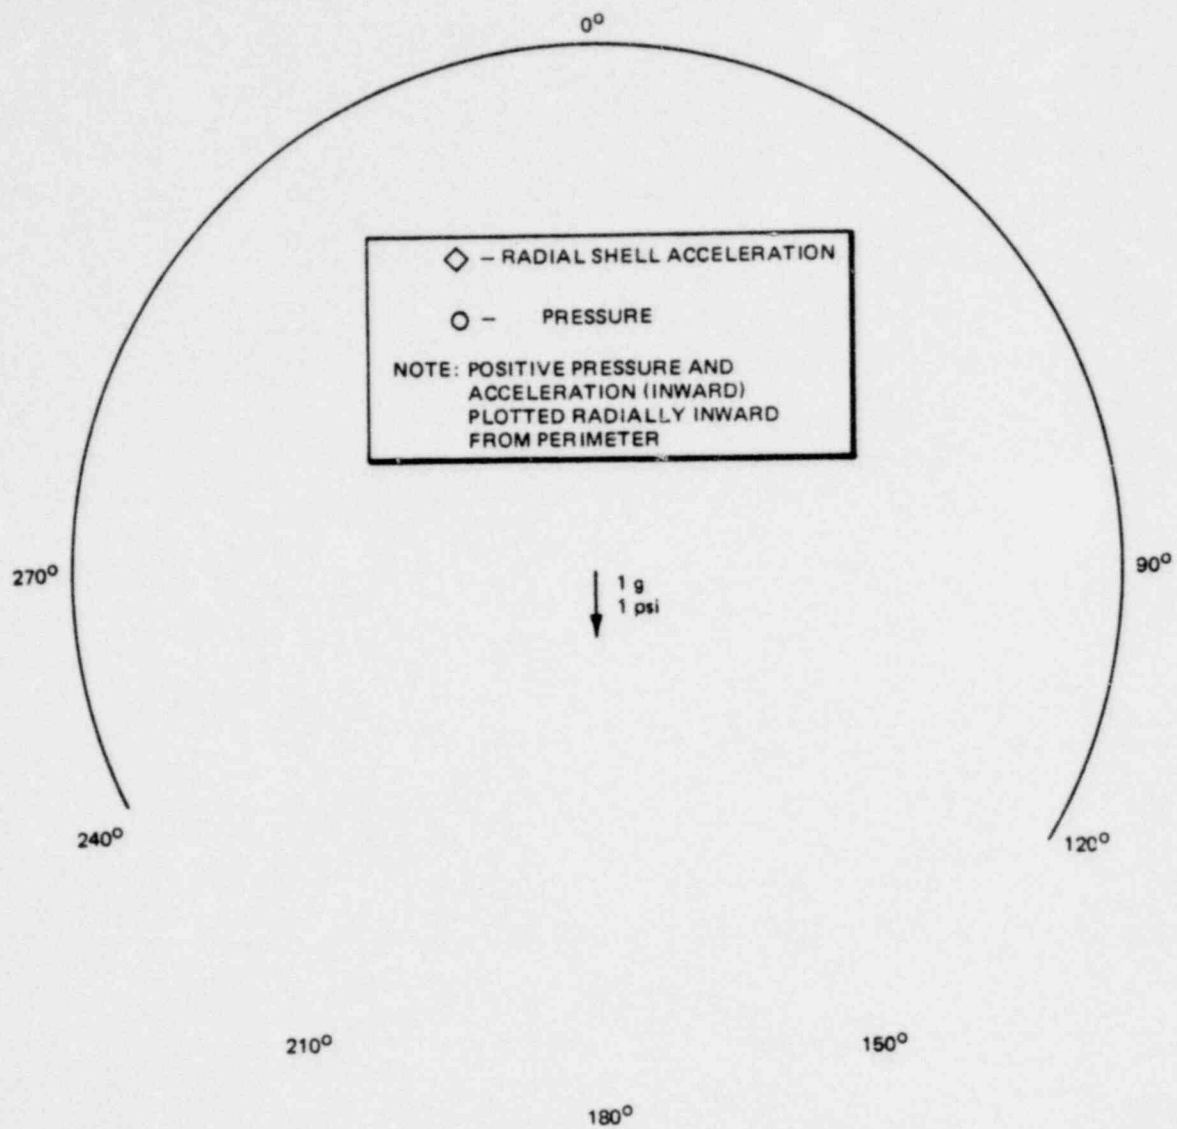 0°
◇ – RADIAL SHELL ACCELERATION
○ – PRESSURE
NOTE: POSITIVE PRESSURE AND
ACCELERATION (INWARD)
PLOTTED RADIALLY INWARD
FROM PERIMETER
270°
1 g
1 psi
90°
240°
120°
210°
150°
180°